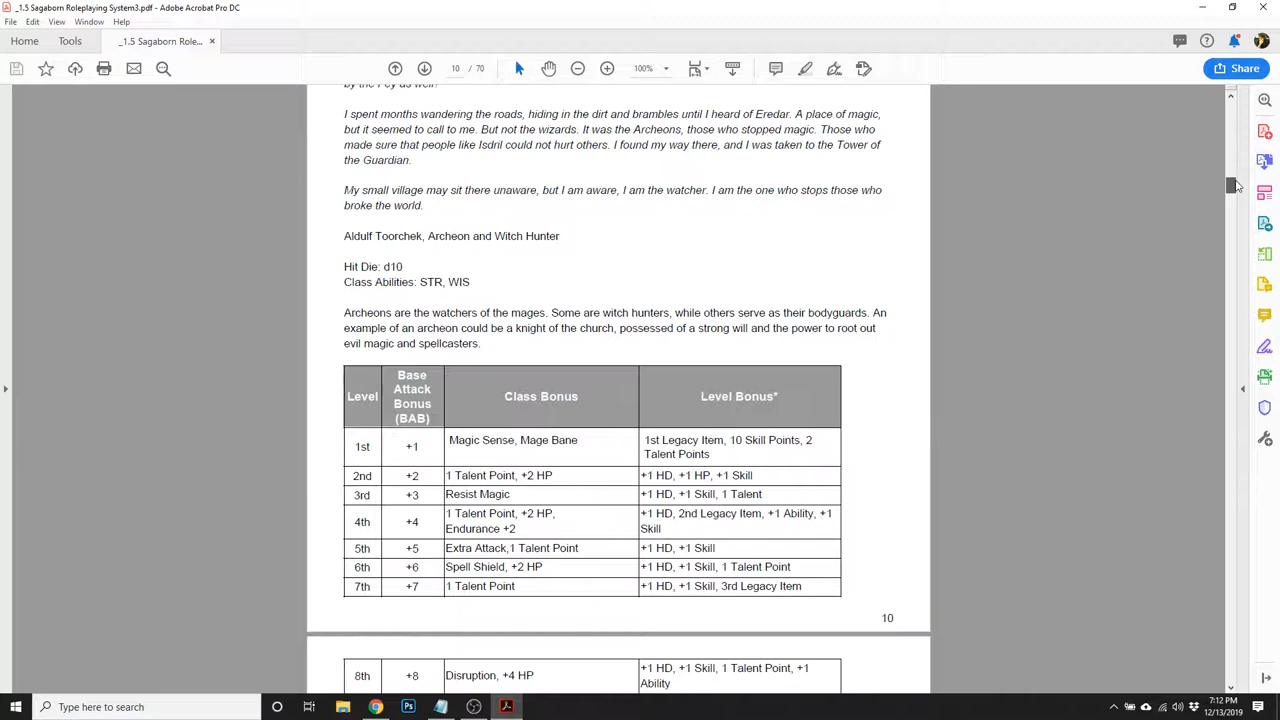 _1.5 Sagaborn Roleplaying System3.pdf - Adobe Acrobat Pro DC
File Edit View Window Help
Home Tools _1.5 Sagaborn Role... ×
10 / 70 100% Share
I spent months wandering the roads, hiding in the dirt and brambles until I heard of Eredar. A place of magic,
but it seemed to call to me. But not the wizards. It was the Archeons, those who stopped magic. Those who
made sure that people like Isdril could not hurt others. I found my way there, and I was taken to the Tower of
the Guardian.
My small village may sit there unaware, but I am aware, I am the watcher. I am the one who stops those who
broke the world.
Aldulf Toorchek, Archeon and Witch Hunter
Hit Die: d10
Class Abilities: STR, WIS
Archeons are the watchers of the mages. Some are witch hunters, while others serve as their bodyguards. An
example of an archeon could be a knight of the church, possessed of a strong will and the power to root out
evil magic and spellcasters.
Level Base Attack Bonus (BAB) Class Bonus Level Bonus*
1st +1 Magic Sense, Mage Bane 1st Legacy Item, 10 Skill Points, 2
Talent Points
2nd +2 1 Talent Point, +2 HP +1 HD, +1 HP, +1 Skill
3rd +3 Resist Magic +1 HD, +1 Skill, 1 Talent
4th +4 1 Talent Point, +2 HP, Endurance +2 +1 HD, 2nd Legacy Item, +1 Ability, +1 Skill
5th +5 Extra Attack,1 Talent Point +1 HD, +1 Skill
6th +6 Spell Shield, +2 HP +1 HD, +1 Skill, 1 Talent Point
7th +7 1 Talent Point +1 HD, +1 Skill, 3rd Legacy Item
10
8th +8 Disruption, +4 HP +1 HD, +1 Skill, 1 Talent Point, +1
Ability
Type here to search
7:12 PM
12/13/2019